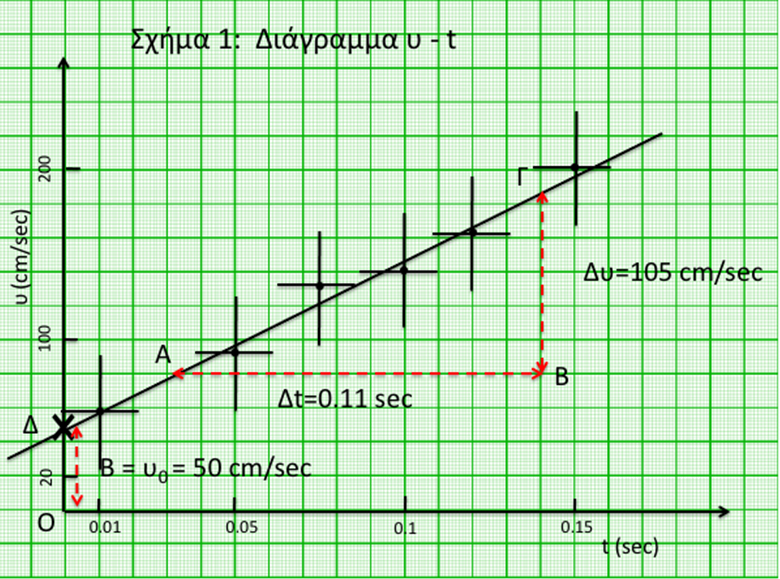 Σχήμα 1: Διάγραμμα υ - t
υ (cm/sec)
200
100
20
Γ
Δυ=105 cm/sec
A
B
Δt=0.11 sec
Δ
B = υ₀ = 50 cm/sec
O
0.01
0.05
0.1
0.15
t (sec)